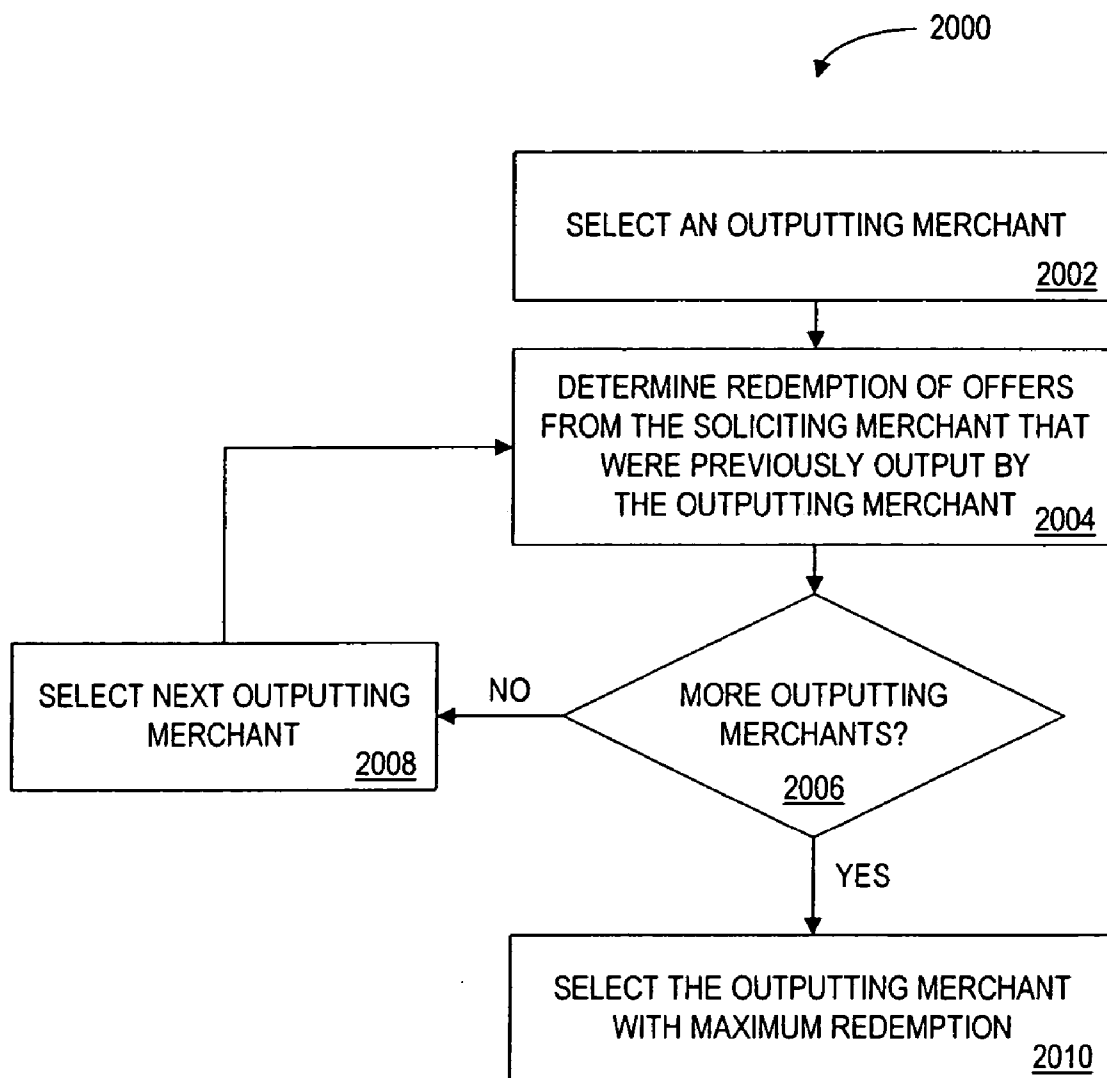 2000
SELECT AN OUTPUTTING MERCHANT
2002
DETERMINE REDEMPTION OF OFFERS
FROM THE SOLICITING MERCHANT THAT
WERE PREVIOUSLY OUTPUT BY
THE OUTPUTTING MERCHANT
2004
MORE OUTPUTTING
MERCHANTS?
2006
NO
SELECT NEXT OUTPUTTING
MERCHANT
2008
YES
SELECT THE OUTPUTTING MERCHANT
WITH MAXIMUM REDEMPTION
2010